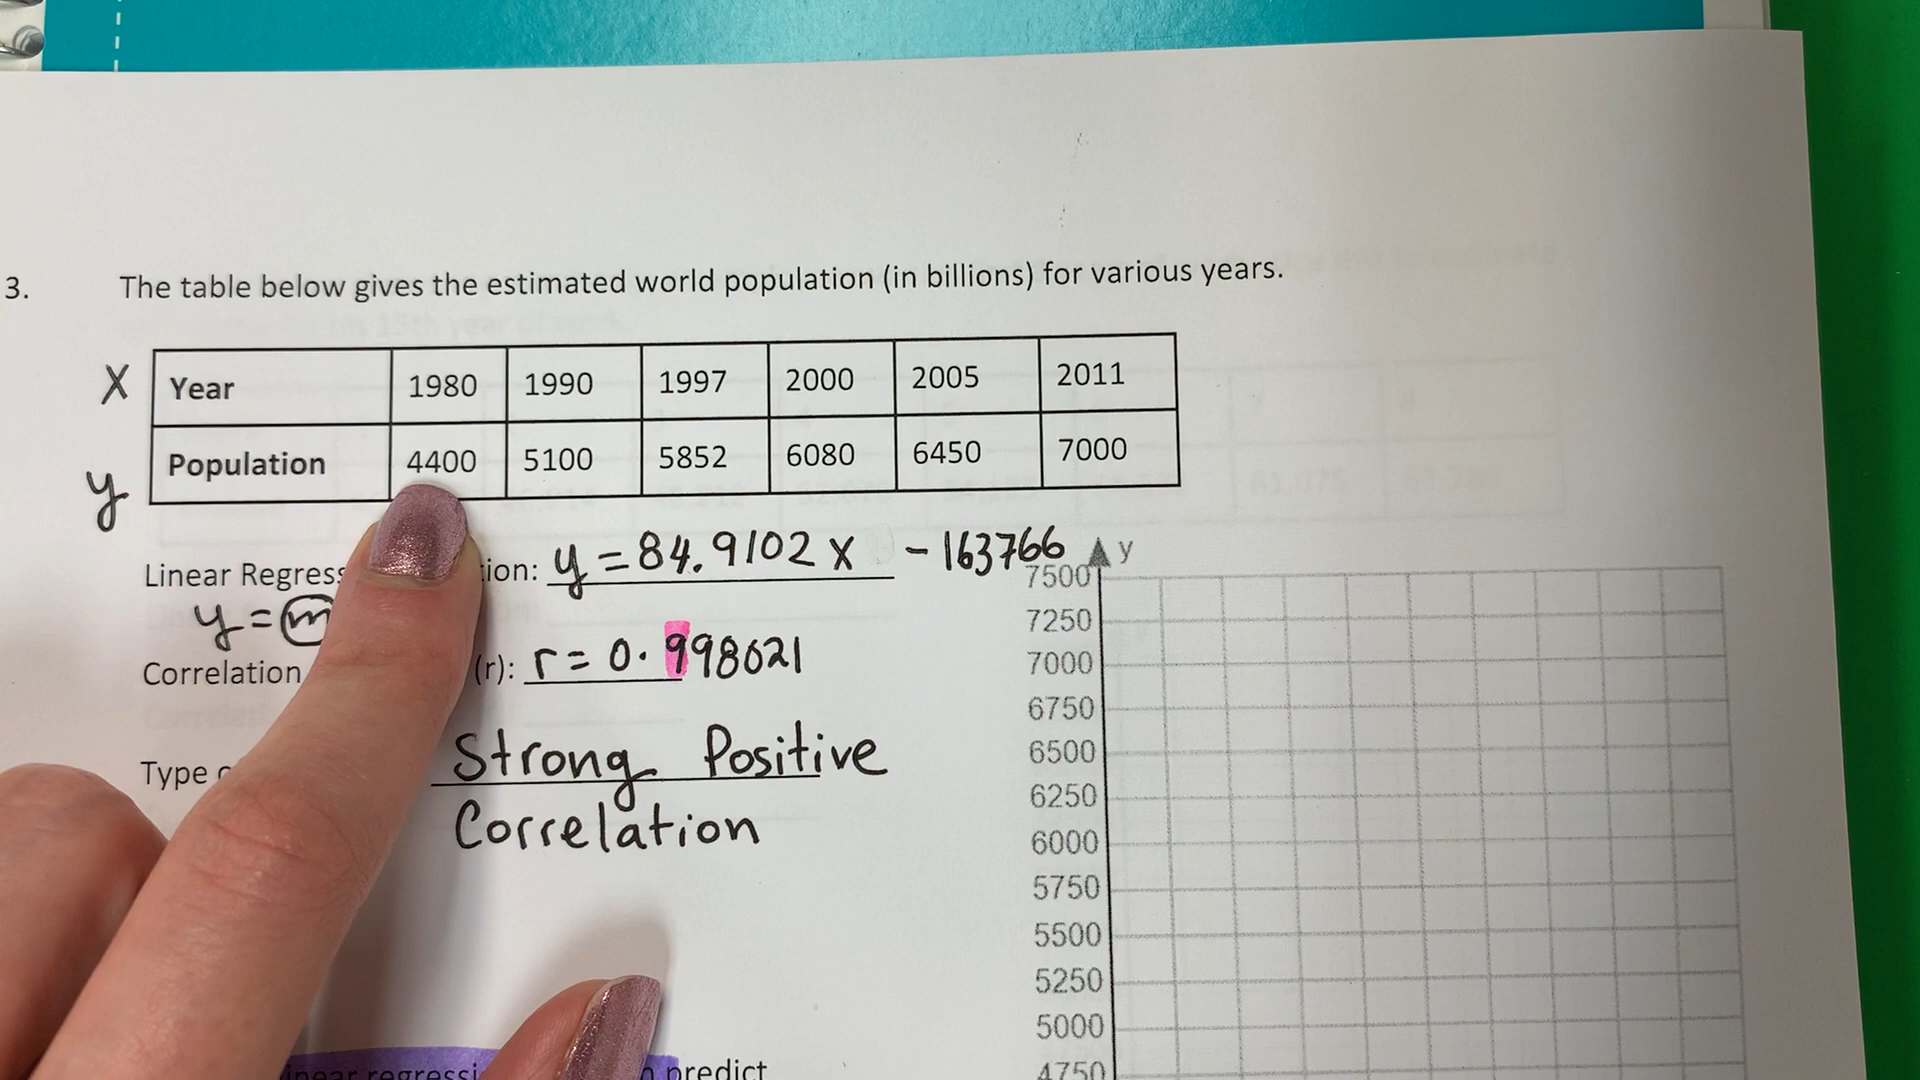 3. The table below gives the estimated world population (in billions) for various years.
X Year 1980 1990 1997 2000 2005 2011
y Population 4400 5100 5852 6080 6450 7000
Linear Regress ion: y = 84.9102 x - 163766
y = m
Correlation (r): r = 0.998621
Type
Strong Positive
Correlation
y
7500
7250
7000
6750
6500
6250
6000
5750
5500
5250
5000
4750
predict